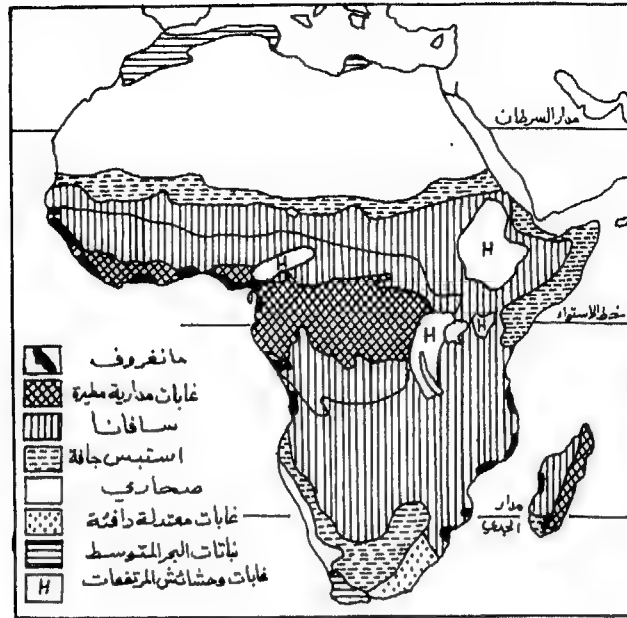 مدار السرطان
H
H
خط الاستواء
H
H
مانغروف
غابات مدارية مطيرة
سافانا
استبس جافة
صحاري
غابات معتدلة دافئة
نباتات البحر المتوسط
H غابات وحشائش المرتفعات
مدار
الجدي